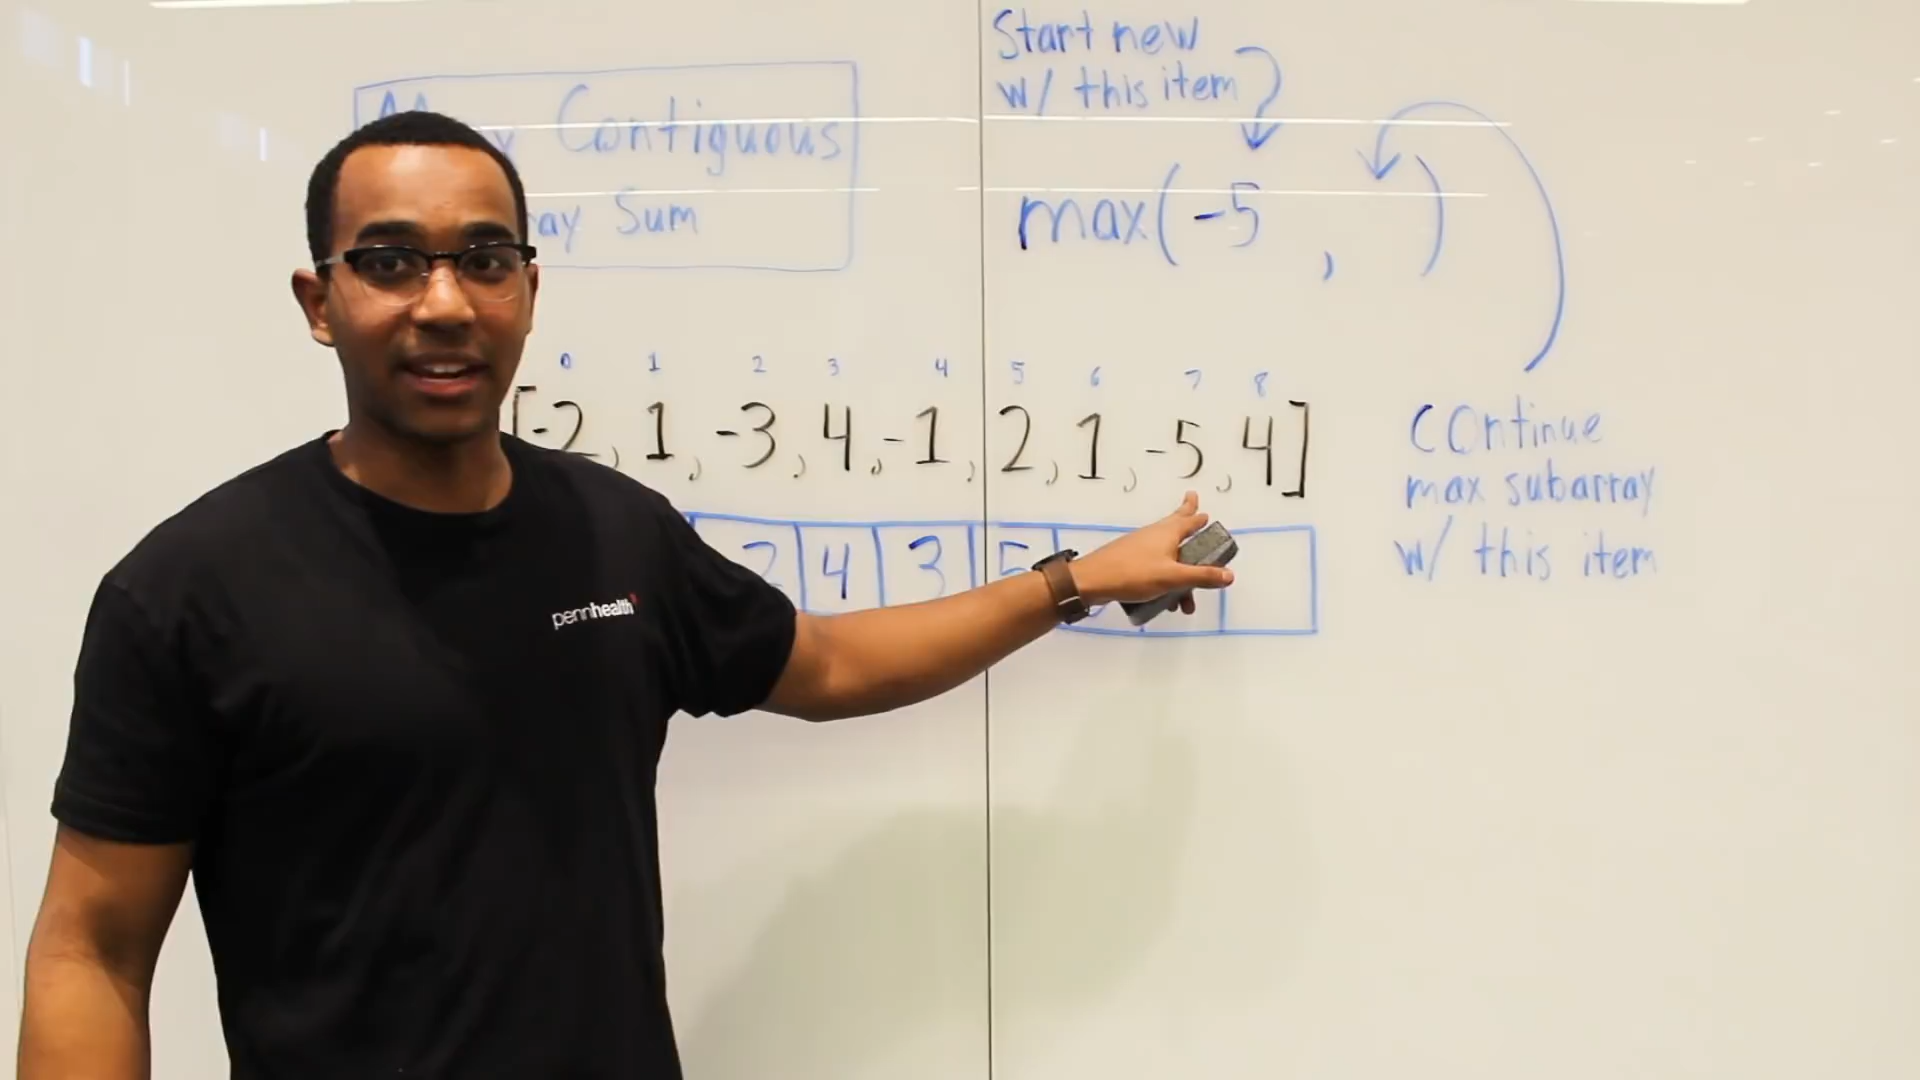 Start new
w/ this item
Contiguous
Sum
max(-5 , )
0 1 2 3 4 5 6 7 8
[-2, 1, -3, 4, -1, 2, 1, -5, 4]
4 3 5
continue
max subarray
w/ this item
pennhealth